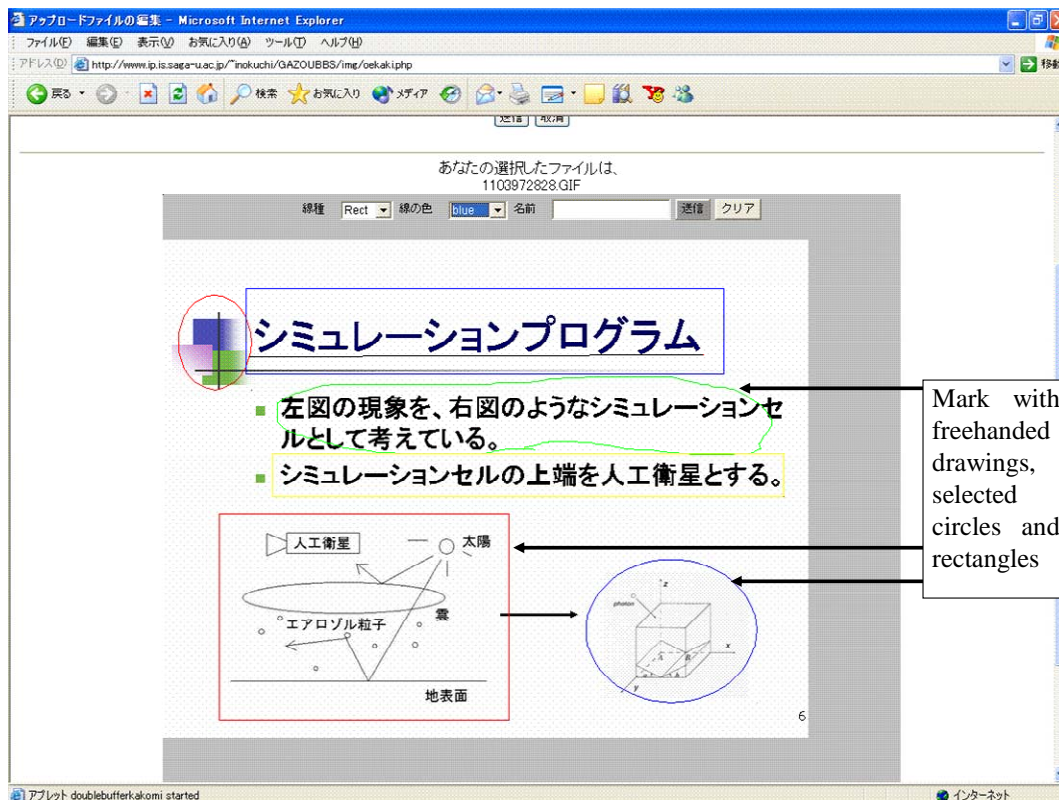 アップロードファイルの編集 - Microsoft Internet Explorer
ファイル(F) 編集(E) 表示(V) お気に入り(A) ツール(T) ヘルプ(H)
アドレス(D) http://www.ip.is.saga-u.ac.jp/~inokuchi/GAZOUBBS/img/oekaki.php 移動
戻る 検索 お気に入り メディア
送信 取消
あなたの選択したファイルは、
1103972828.GIF
線種 Rect 線の色 blue 名前 送信 クリア
シミュレーションプログラム
左図の現象を、右図のようなシミュレーションセ
ルとして考えている。
シミュレーションセルの上端を人工衛星とする。
Mark with
freehanded
drawings,
selected
circles and
rectangles
人工衛星 太陽
エアロゾル粒子 雲
地表面
photon
z
x
y
A
B
6
アプレット doublebufferkakomi started インターネット